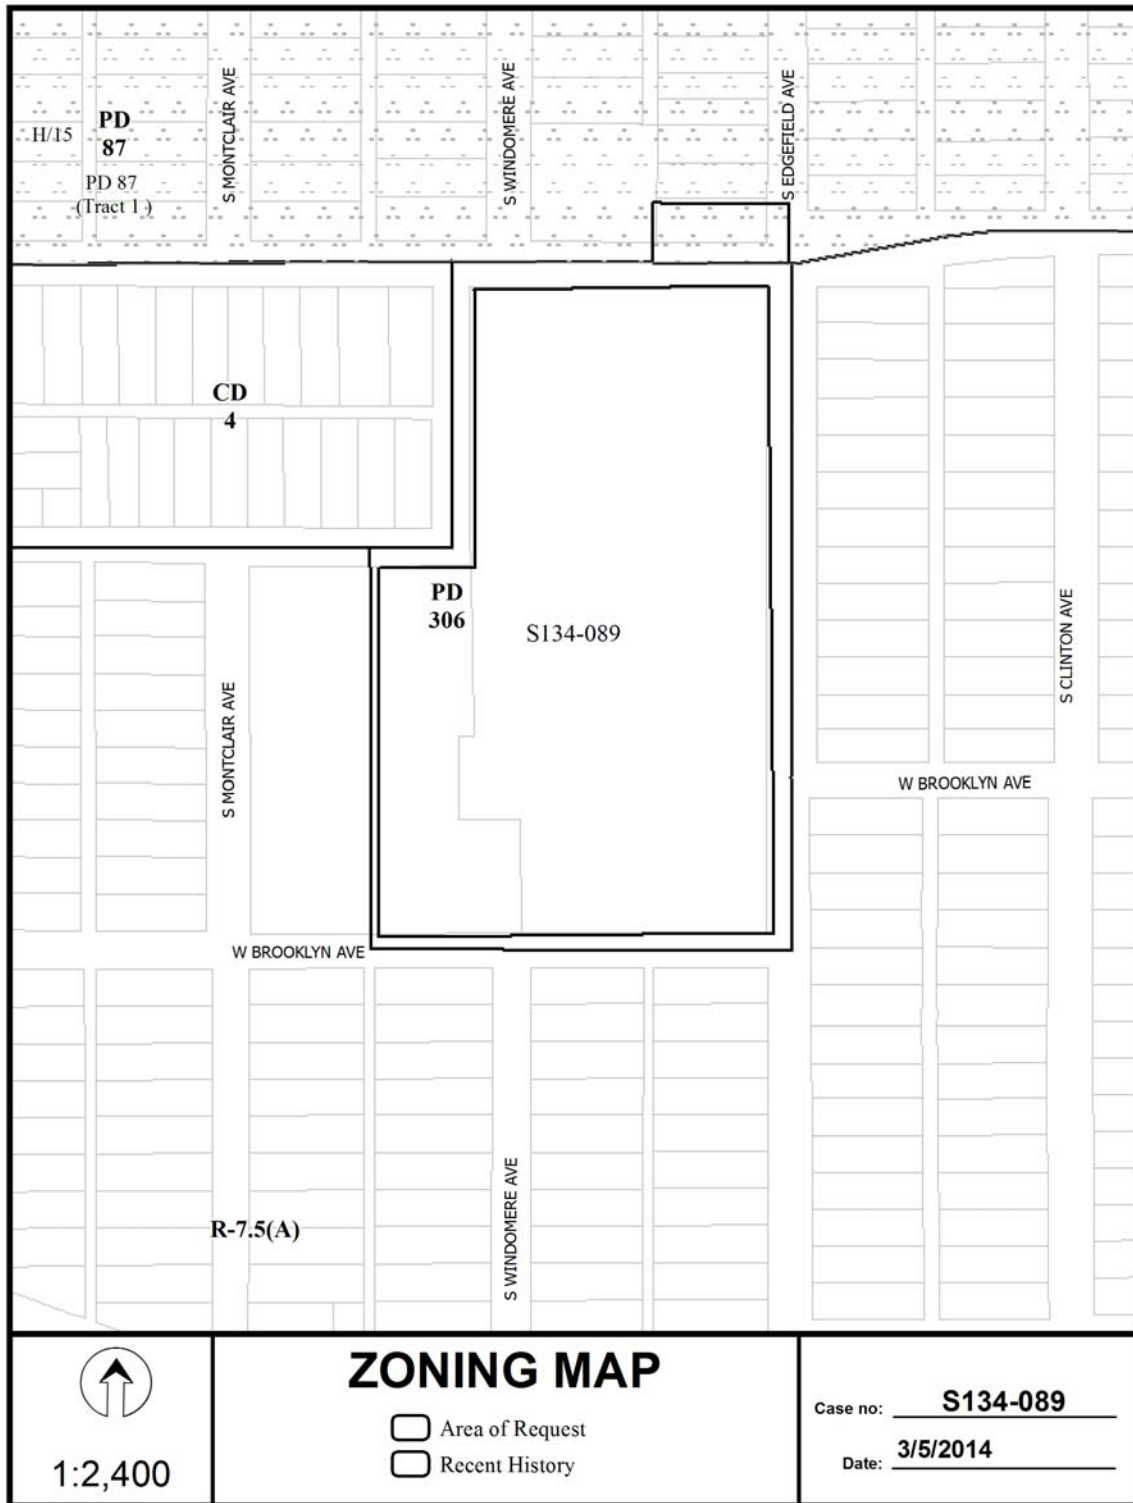 S MONTCLAIR AVE
S WINDOMERE AVE
S EDGEFIELD AVE
H/15
PD
87
PD 87
(Tract 1 )
CD
4
PD
306
S134-089
S CLINTON AVE
S MONTCLAIR AVE
W BROOKLYN AVE
W BROOKLYN AVE
S WINDOMERE AVE
R-7.5(A)
1:2,400
ZONING MAP
Area of Request
Recent History
Case no: S134-089
Date: 3/5/2014